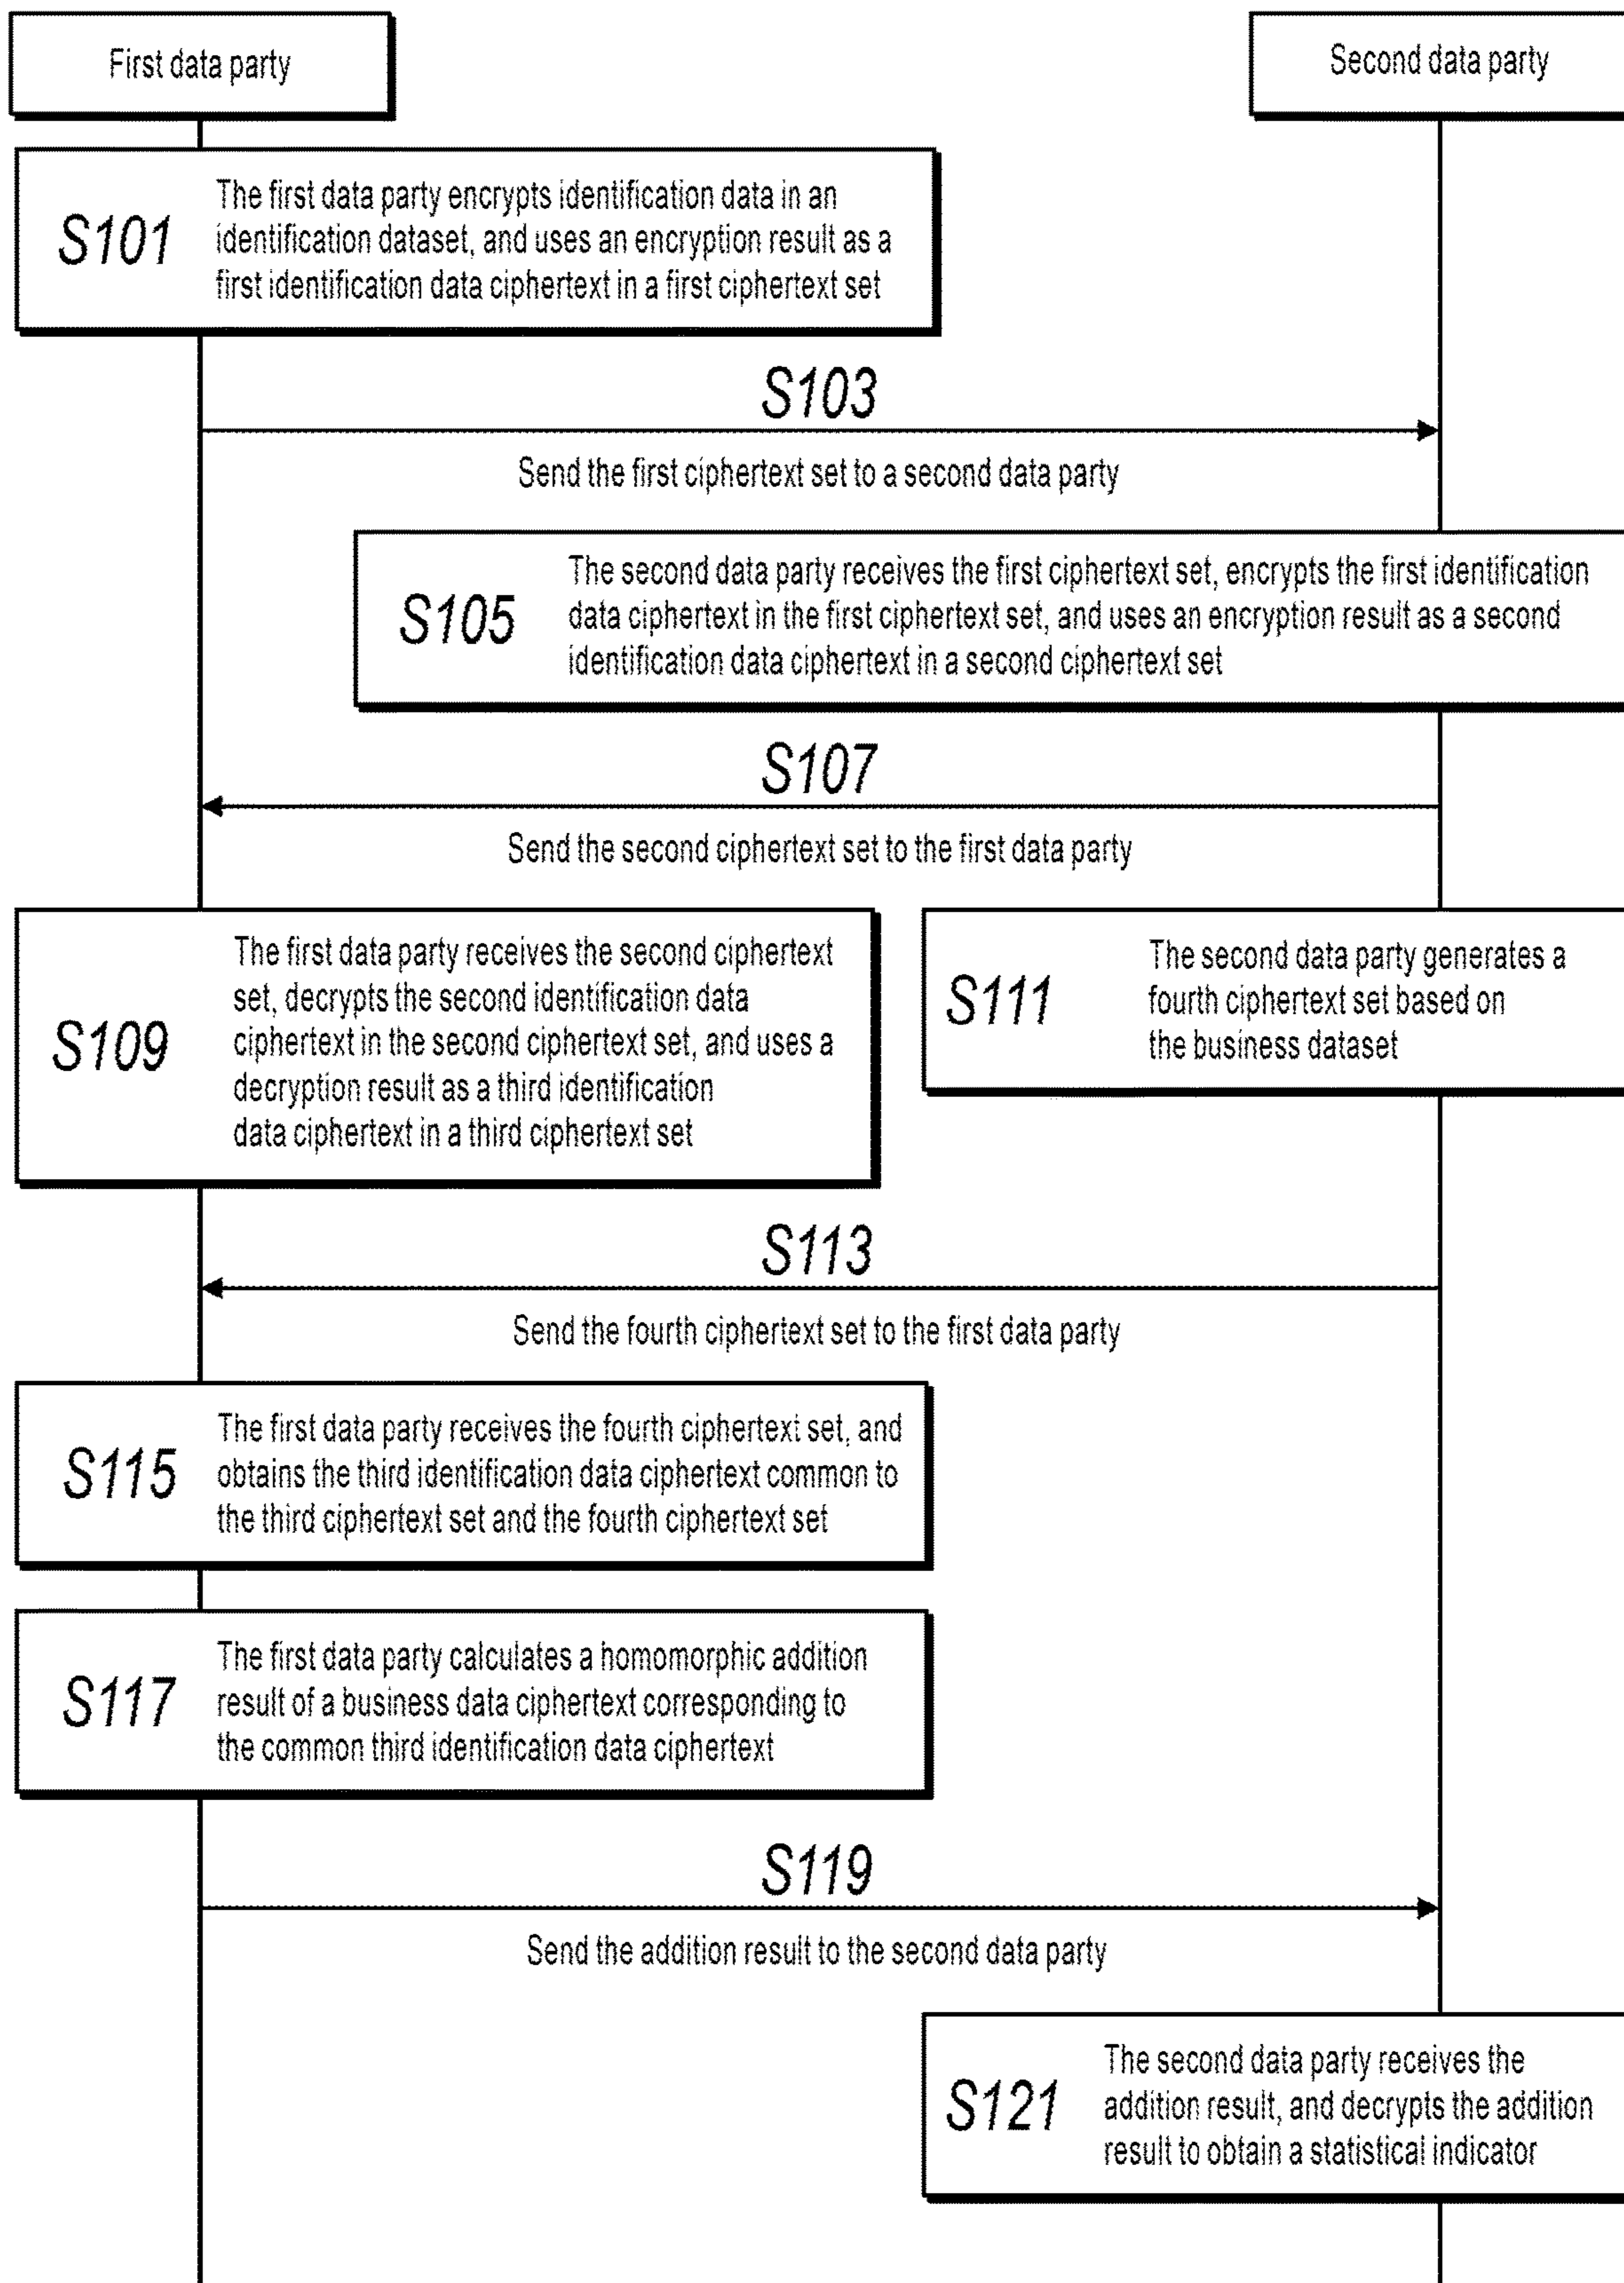 First data party
Second data party
S101
The first data party encrypts identification data in an
identification dataset, and uses an encryption result as a
first identification data ciphertext in a first ciphertext set
S103
Send the first ciphertext set to a second data party
S105
The second data party receives the first ciphertext set, encrypts the first identification
data ciphertext in the first ciphertext set, and uses an encryption result as a second
identification data ciphertext in a second ciphertext set
S107
Send the second ciphertext set to the first data party
S109
The first data party receives the second ciphertext
set, decrypts the second identification data
ciphertext in the second ciphertext set, and uses a
decryption result as a third identification
data ciphertext in a third ciphertext set
S111
The second data party generates a
fourth ciphertext set based on
the business dataset
S113
Send the fourth ciphertext set to the first data party
S115
The first data party receives the fourth ciphertext set, and
obtains the third identification data ciphertext common to
the third ciphertext set and the fourth ciphertext set
S117
The first data party calculates a homomorphic addition
result of a business data ciphertext corresponding to
the common third identification data ciphertext
S119
Send the addition result to the second data party
S121
The second data party receives the
addition result, and decrypts the addition
result to obtain a statistical indicator